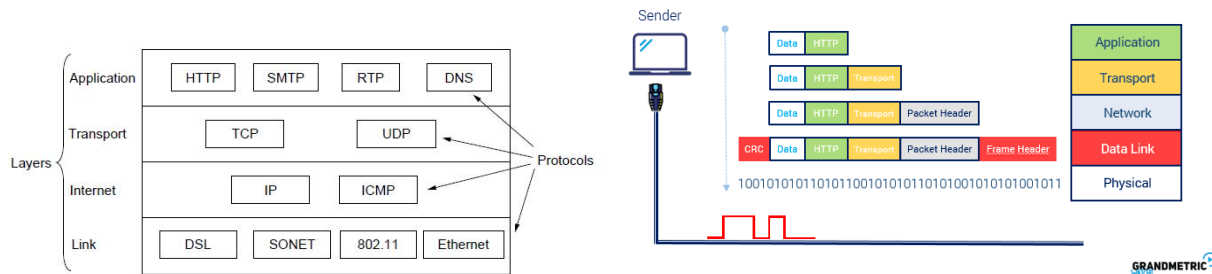 Layers
Application
HTTP
SMTP
RTP
DNS
Transport
TCP
UDP
Protocols
Internet
IP
ICMP
Link
DSL
SONET
802.11
Ethernet
Sender
Data HTTP
Application
Data HTTP Transport
Transport
Data HTTP Transport Packet Header
Network
CRC Data HTTP Transport Packet Header Frame Header
Data Link
1001010101101011001010101101010010101010010​11
Physical
GRANDMETRIC